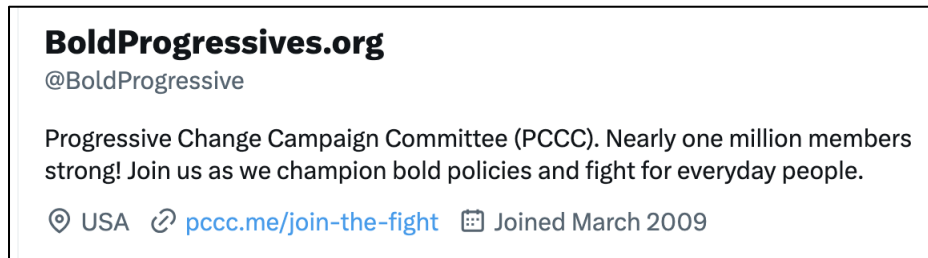 BoldProgressives.org
@BoldProgressive
Progressive Change Campaign Committee (PCCC). Nearly one million members
strong! Join us as we champion bold policies and fight for everyday people.
USA pccc.me/join-the-fight Joined March 2009